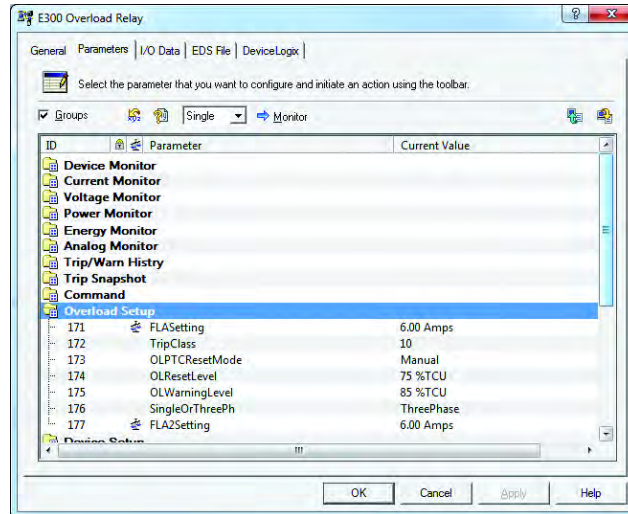 E300 Overload Relay
General Parameters I/O Data EDS File DeviceLogix
Select the parameter that you want to configure and initiate an action using the toolbar.
Groups Single Monitor
ID Parameter Current Value
Device Monitor
Current Monitor
Voltage Monitor
Power Monitor
Energy Monitor
Analog Monitor
Trip/Warn Histry
Trip Snapshot
Command
Overload Setup
171 FLASetting 6.00 Amps
172 TripClass 10
173 OLPTCResetMode Manual
174 OLResetLevel 75 %TCU
175 OLWarningLevel 85 %TCU
176 SingleOrThreePh ThreePhase
177 FLA2Setting 6.00 Amps
Device Setup
OK Cancel Apply Help